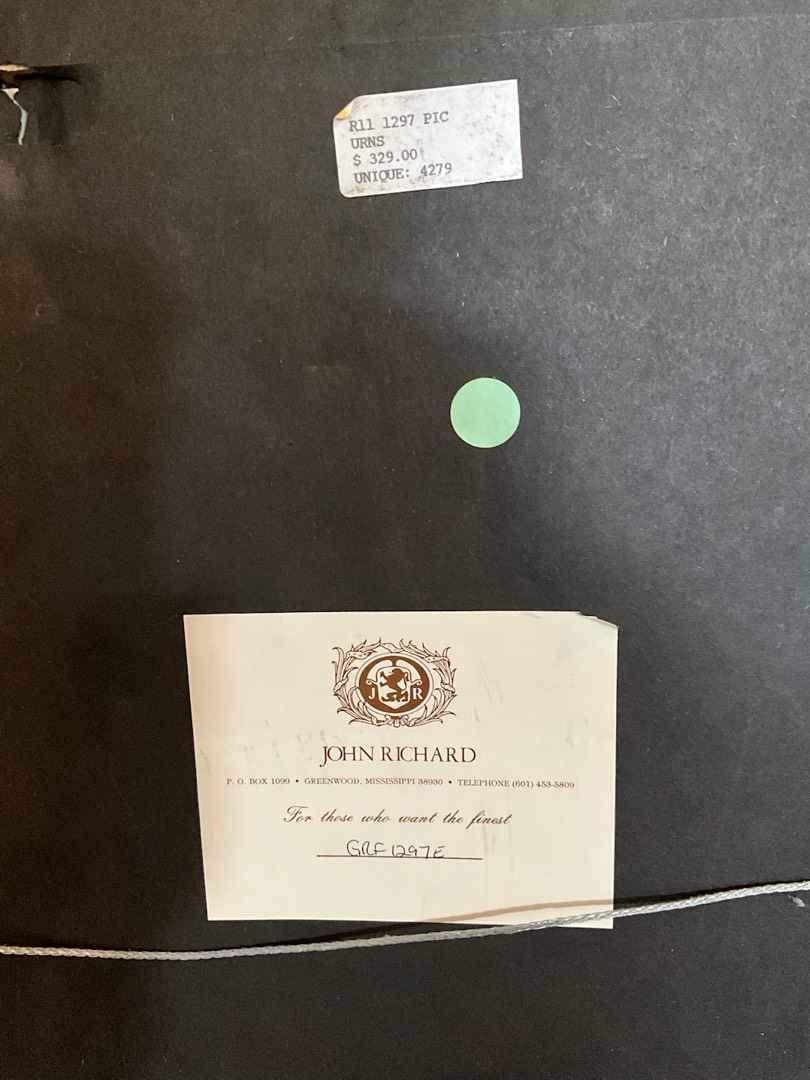 R11 1297 PIC
URNS
$ 329.00
UNIQUE: 4279
J R
JOHN RICHARD
P. O. BOX 1099 • GREENWOOD, MISSISSIPPI 38930 • TELEPHONE (601) 453-5809
For those who want the finest
GRF1297E